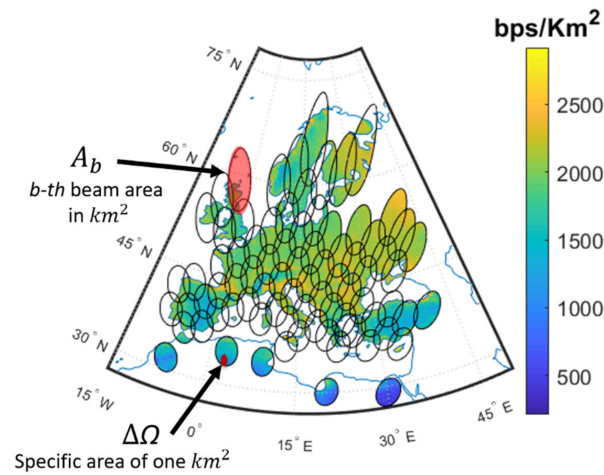 bps/Km²
75°N
60°N
45°N
30°N
15°W
0°
15°E
30°E
45°E
2500
2000
1500
1000
500
A_b
b-th beam area
in km²
ΔΩ
Specific area of one km²